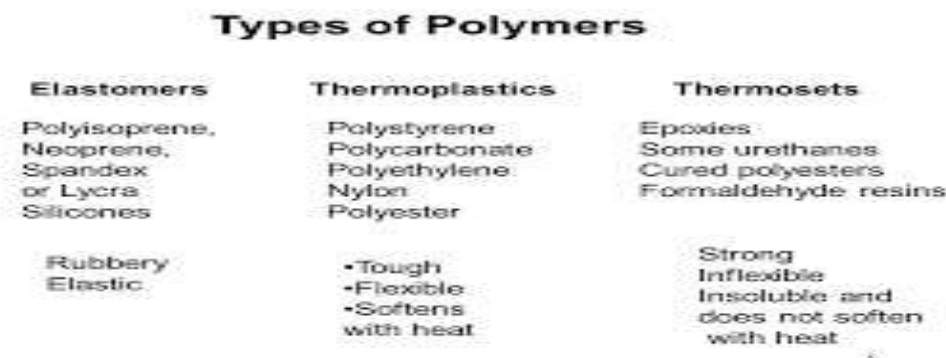 Types of Polymers
Elastomers
Polyisoprene,
Neoprene,
Spandex
or Lycra
Silicones
Rubbery
Elastic
Thermoplastics
Polystyrene
Polycarbonate
Polyethylene
Nylon
Polyester
•Tough
•Flexible
•Softens
with heat
Thermosets
Epoxies
Some urethanes
Cured polyesters
Formaldehyde resins
Strong
Inflexible
Insoluble and
does not soften
with heat